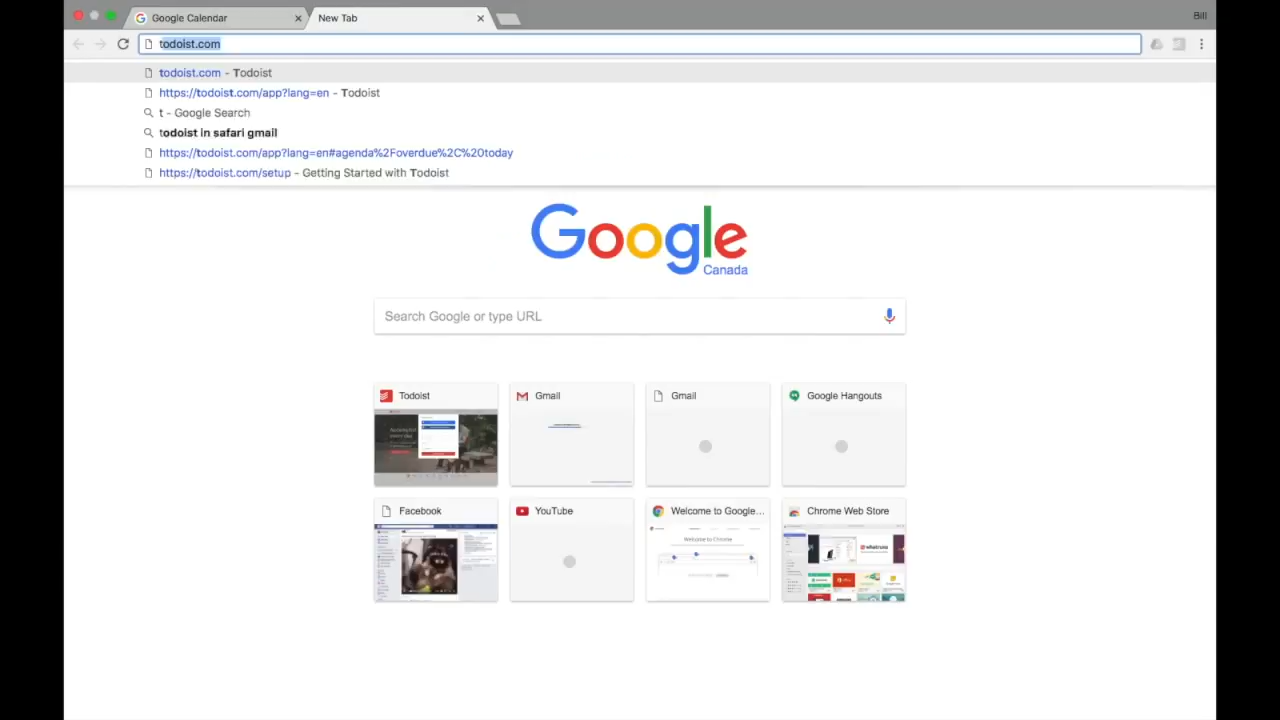 Google Calendar
New Tab
Bill
todoist.com
todoist.com - Todoist
https://todoist.com/app?lang=en - Todoist
t - Google Search
todoist in safari gmail
https://todoist.com/app?lang=en#agenda%2Foverdue%2C%20today
https://todoist.com/setup - Getting Started with Todoist
Google
Canada
Search Google or type URL
Todoist
Gmail
Gmail
Google Hangouts
Facebook
YouTube
Welcome to Google...
Chrome Web Store
Welcome to Chrome